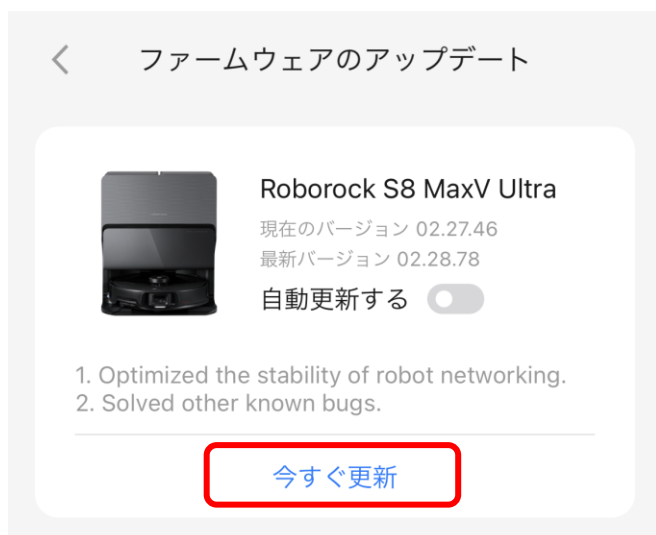 ファームウェアのアップデート
Roborock S8 MaxV Ultra
現在のバージョン 02.27.46
最新バージョン 02.28.78
自動更新する
1. Optimized the stability of robot networking.
2. Solved other known bugs.
今すぐ更新